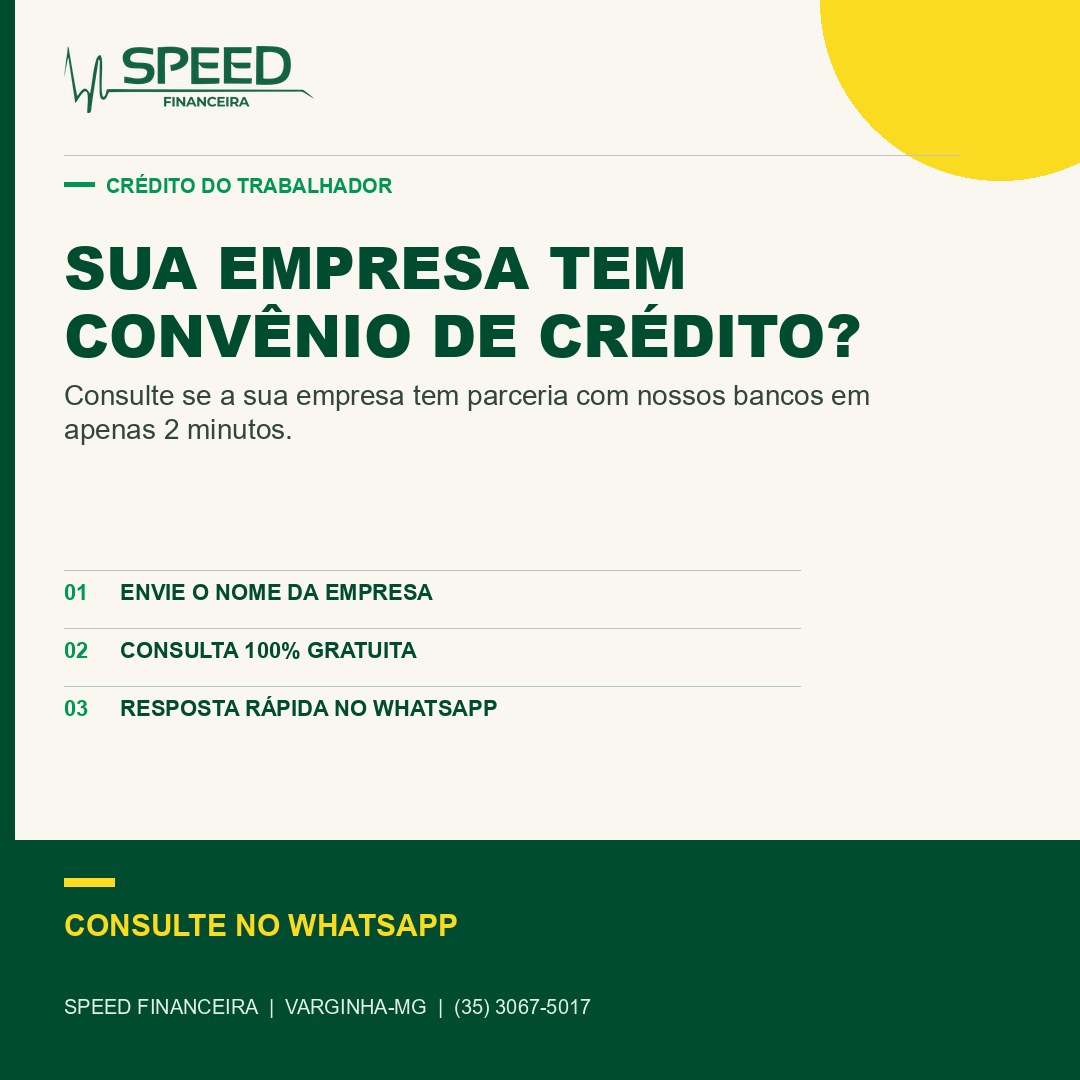 SPEED
FINANCEIRA
CRÉDITO DO TRABALHADOR
SUA EMPRESA TEM
CONVÊNIO DE CRÉDITO?
Consulte se a sua empresa tem parceria com nossos bancos em
apenas 2 minutos.
01 ENVIE O NOME DA EMPRESA
02 CONSULTA 100% GRATUITA
03 RESPOSTA RÁPIDA NO WHATSAPP
CONSULTE NO WHATSAPP
SPEED FINANCEIRA | VARGINHA-MG | (35) 3067-5017